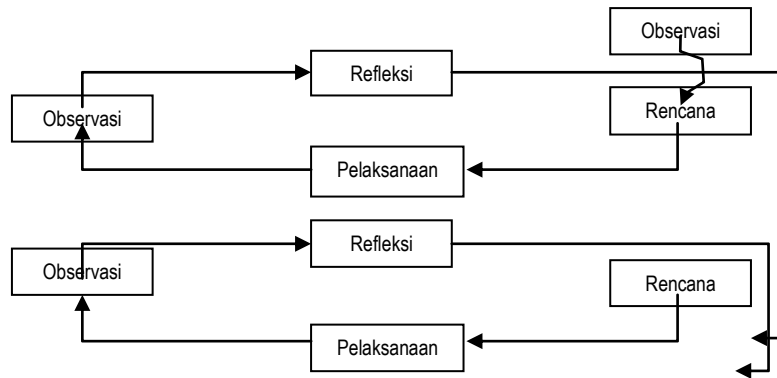 Observasi
Refleksi
Observasi
Rencana
Pelaksanaan
Refleksi
Observasi
Rencana
Pelaksanaan